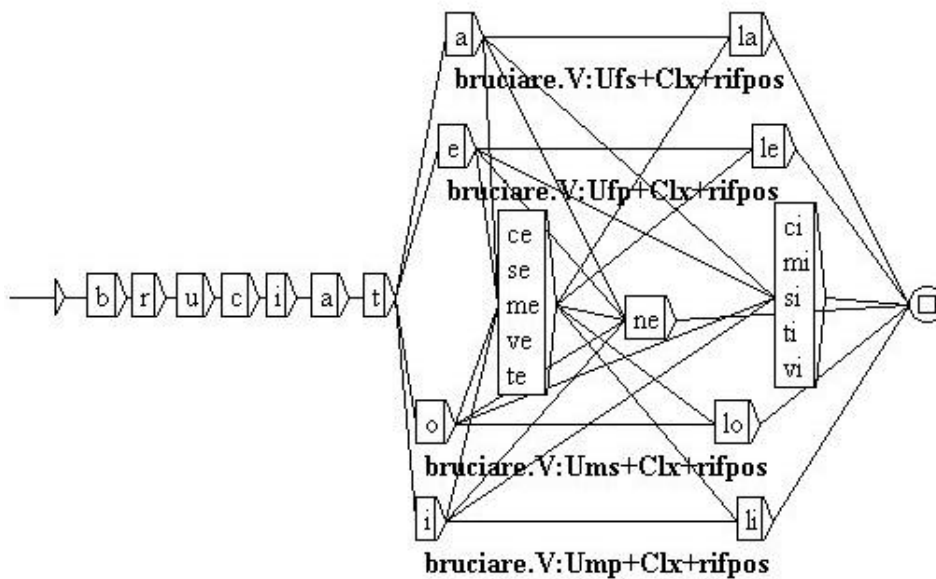 a
la
bruciare.V:Ufs+Clx+rifpos
e
le
bruciare.V:Ufp+Clx+rifpos
b r u c i a t
ce
se
me
ve
te
ne
ci
mi
si
ti
vi
o
lo
bruciare.V:Ums+Clx+rifpos
i
li
bruciare.V:Ump+Clx+rifpos